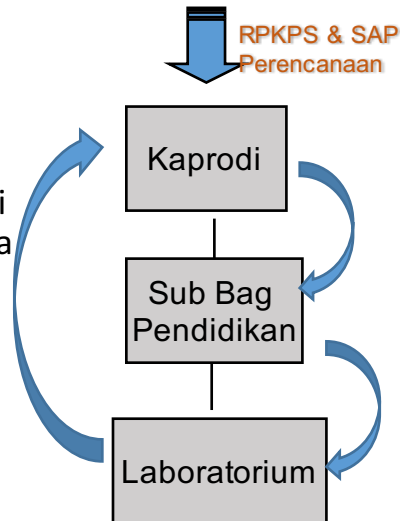 RPKPS & SAP
Perencanaan
Kaprodi
i
a
Sub Bag
Pendidikan
Laboratorium